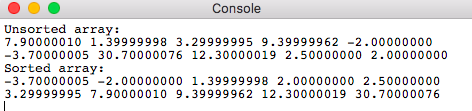 Console
Unsorted array:
7.90000010 1.39999998 3.29999995 9.39999962 -2.00000000
-3.70000005 30.70000076 12.30000019 2.50000000 2.00000000
Sorted array:
-3.70000005 -2.00000000 1.39999998 2.00000000 2.50000000
3.29999995 7.90000010 9.39999962 12.30000019 30.70000076